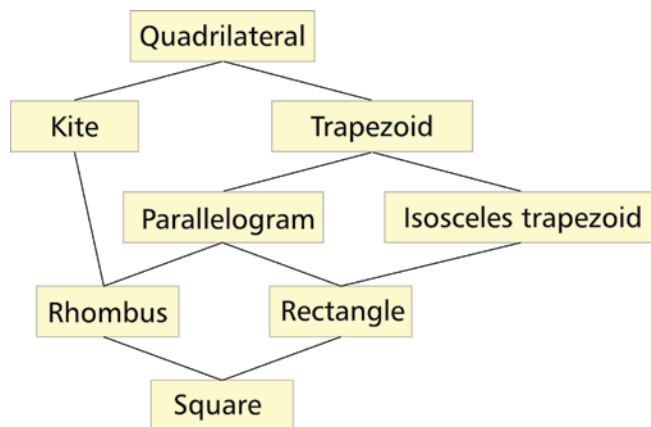 Quadrilateral
Kite
Trapezoid
Parallelogram
Isosceles trapezoid
Rhombus
Rectangle
Square